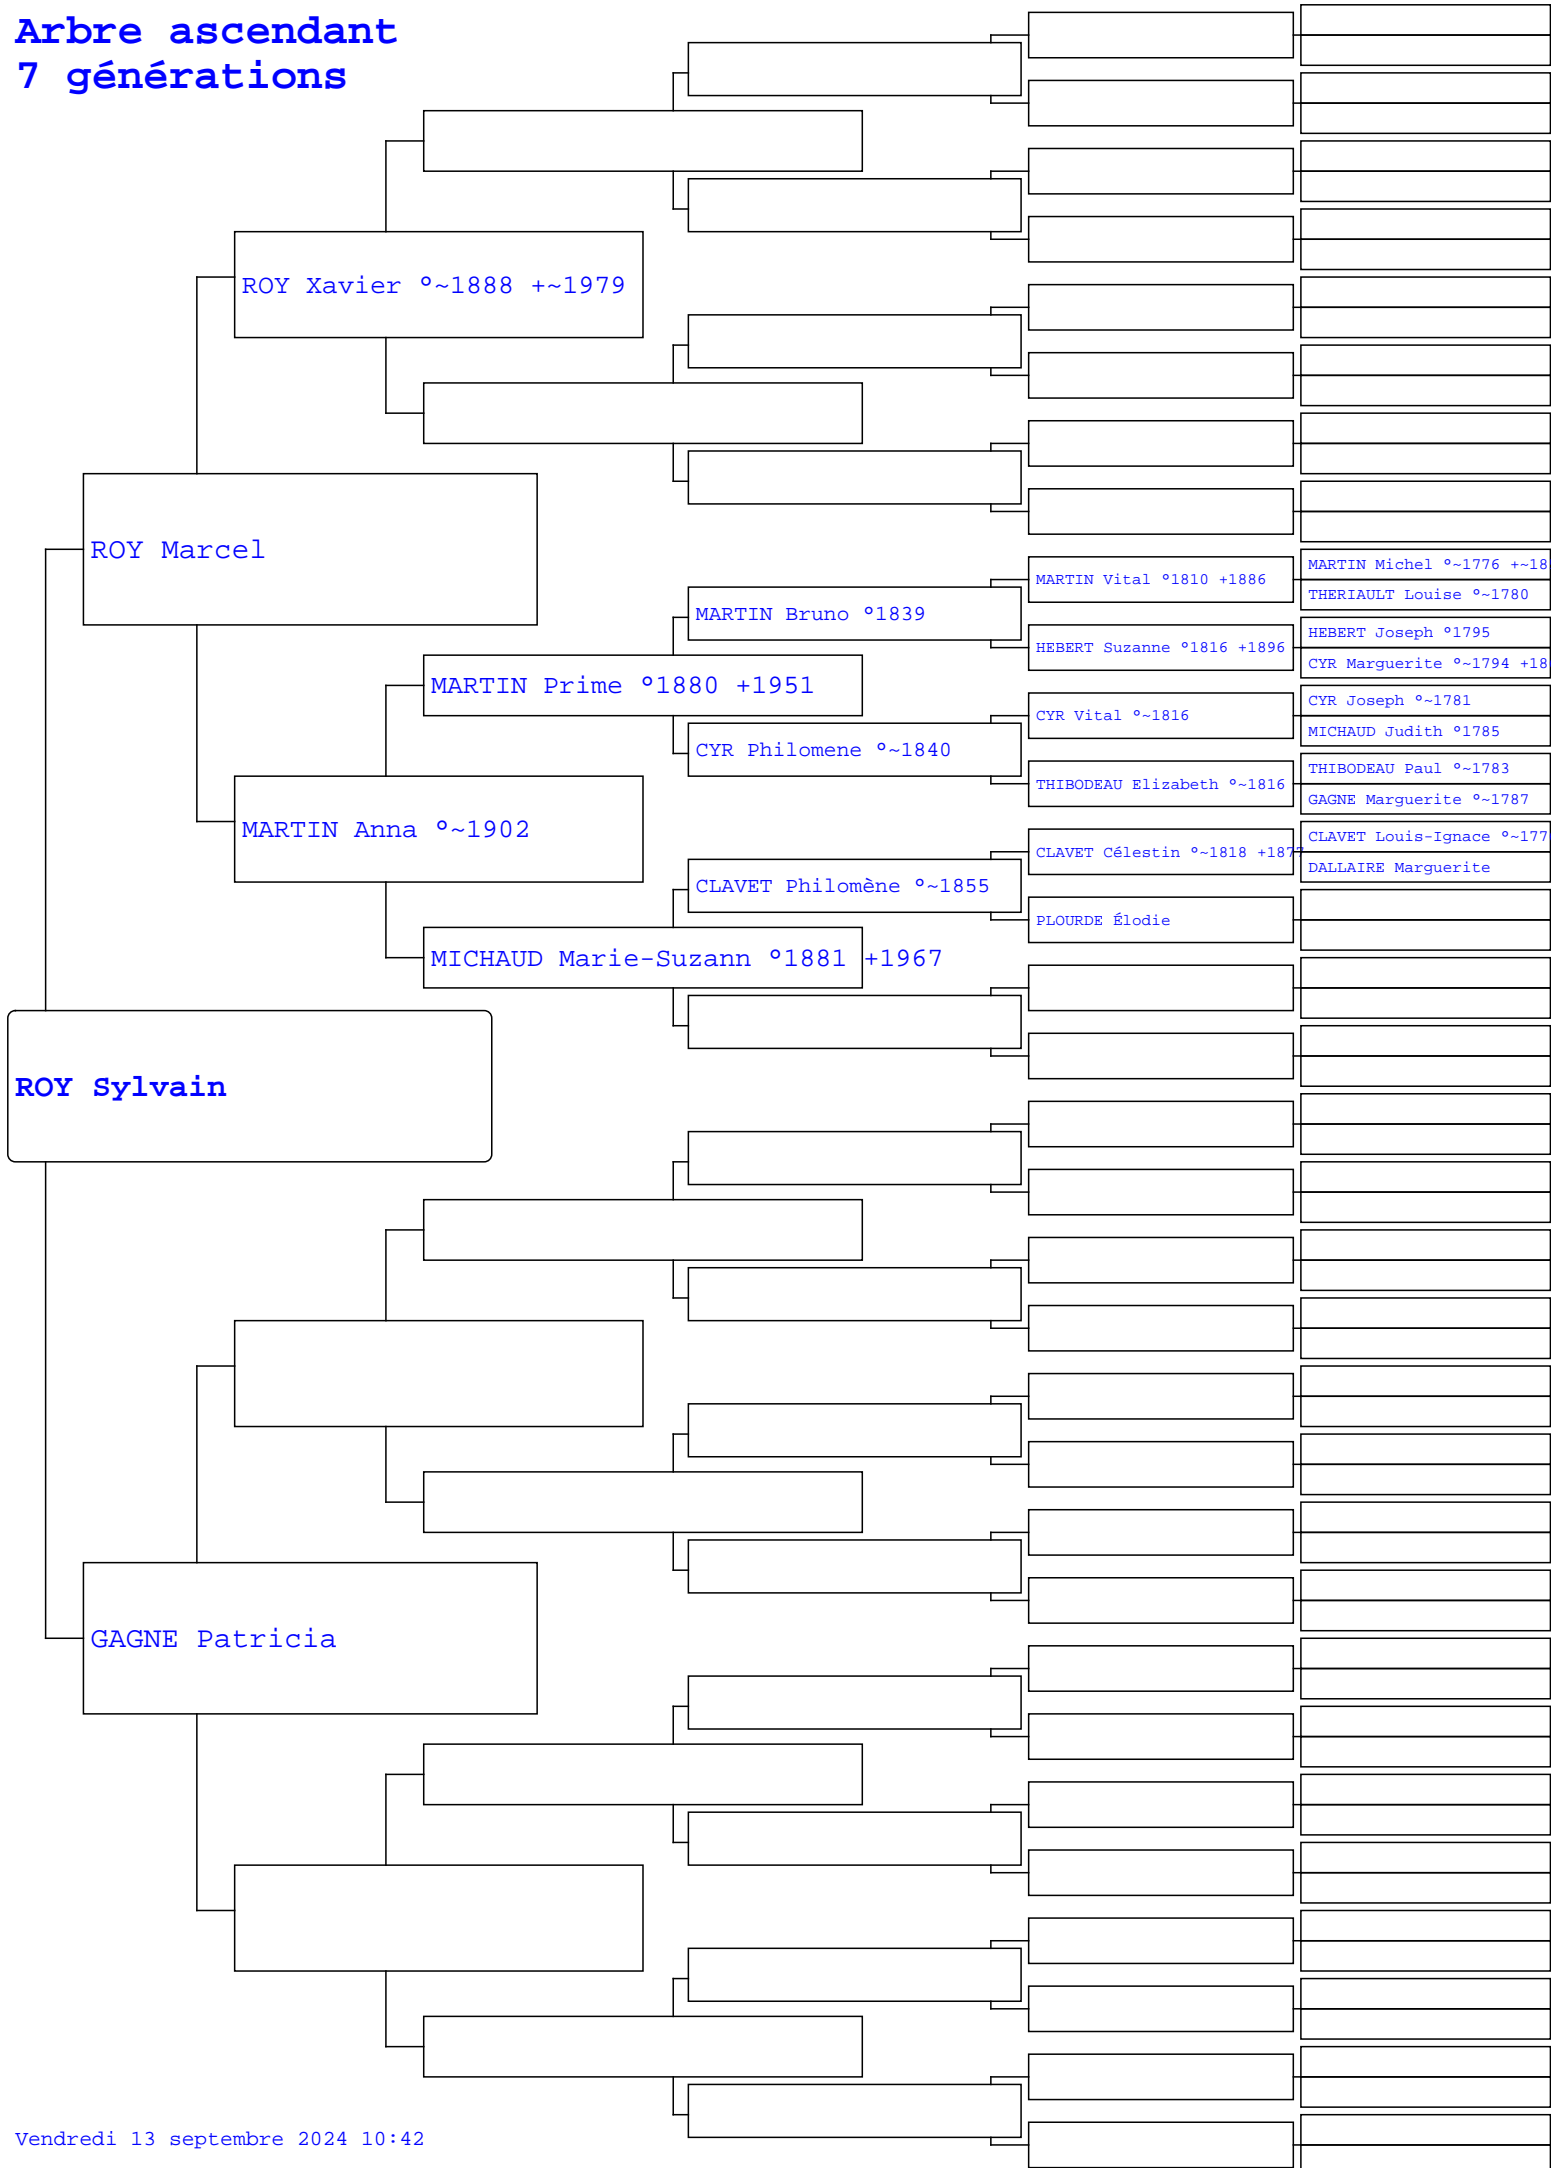 Arbre ascendant
7 générations
ROY Xavier °~1888 +~1979
ROY Marcel
MARTIN Michel °~1776 +~18
MARTIN Vital °1810 +1886
THERIAULT Louise °~1780
MARTIN Bruno °1839
HEBERT Joseph °1795
HEBERT Suzanne °1816 +1896
CYR Marguerite °~1794 +18
MARTIN Prime °1880 +1951
CYR Joseph °~1781
CYR Vital °~1816
MICHAUD Judith °1785
CYR Philomene °~1840
THIBODEAU Paul °~1783
THIBODEAU Elizabeth °~1816
GAGNE Marguerite °~1787
MARTIN Anna °~1902
CLAVET Louis-Ignace °~177
CLAVET Célestin °~1818 +1877
DALLAIRE Marguerite
CLAVET Philomène °~1855
PLOURDE Élodie
MICHAUD Marie-Suzann °1881 +1967
ROY Sylvain
GAGNE Patricia
Vendredi 13 septembre 2024 10:42